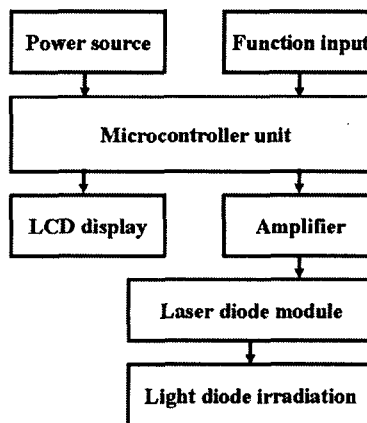 Power source
Function input
Microcontroller unit
LCD display
Amplifier
Laser diode module
Light diode irradiation